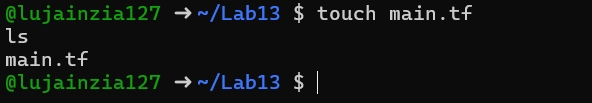 @lujainzia127 ➜ ~/Lab13 $ touch main.tf
ls
main.tf
@lujainzia127 ➜ ~/Lab13 $